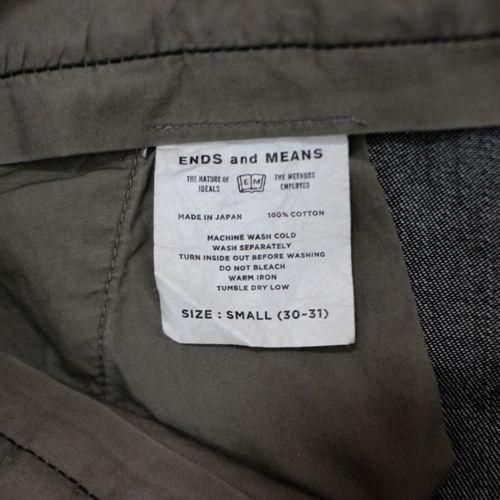 ENDS and MEANS
THE NATURE OF IDEALS
E M
THE METHODS EMPLOYED
MADE IN JAPAN 100% COTTON
MACHINE WASH COLD
WASH SEPARATELY
TURN INSIDE OUT BEFORE WASHING
DO NOT BLEACH
WARM IRON
TUMBLE DRY LOW
SIZE : SMALL (30-31)